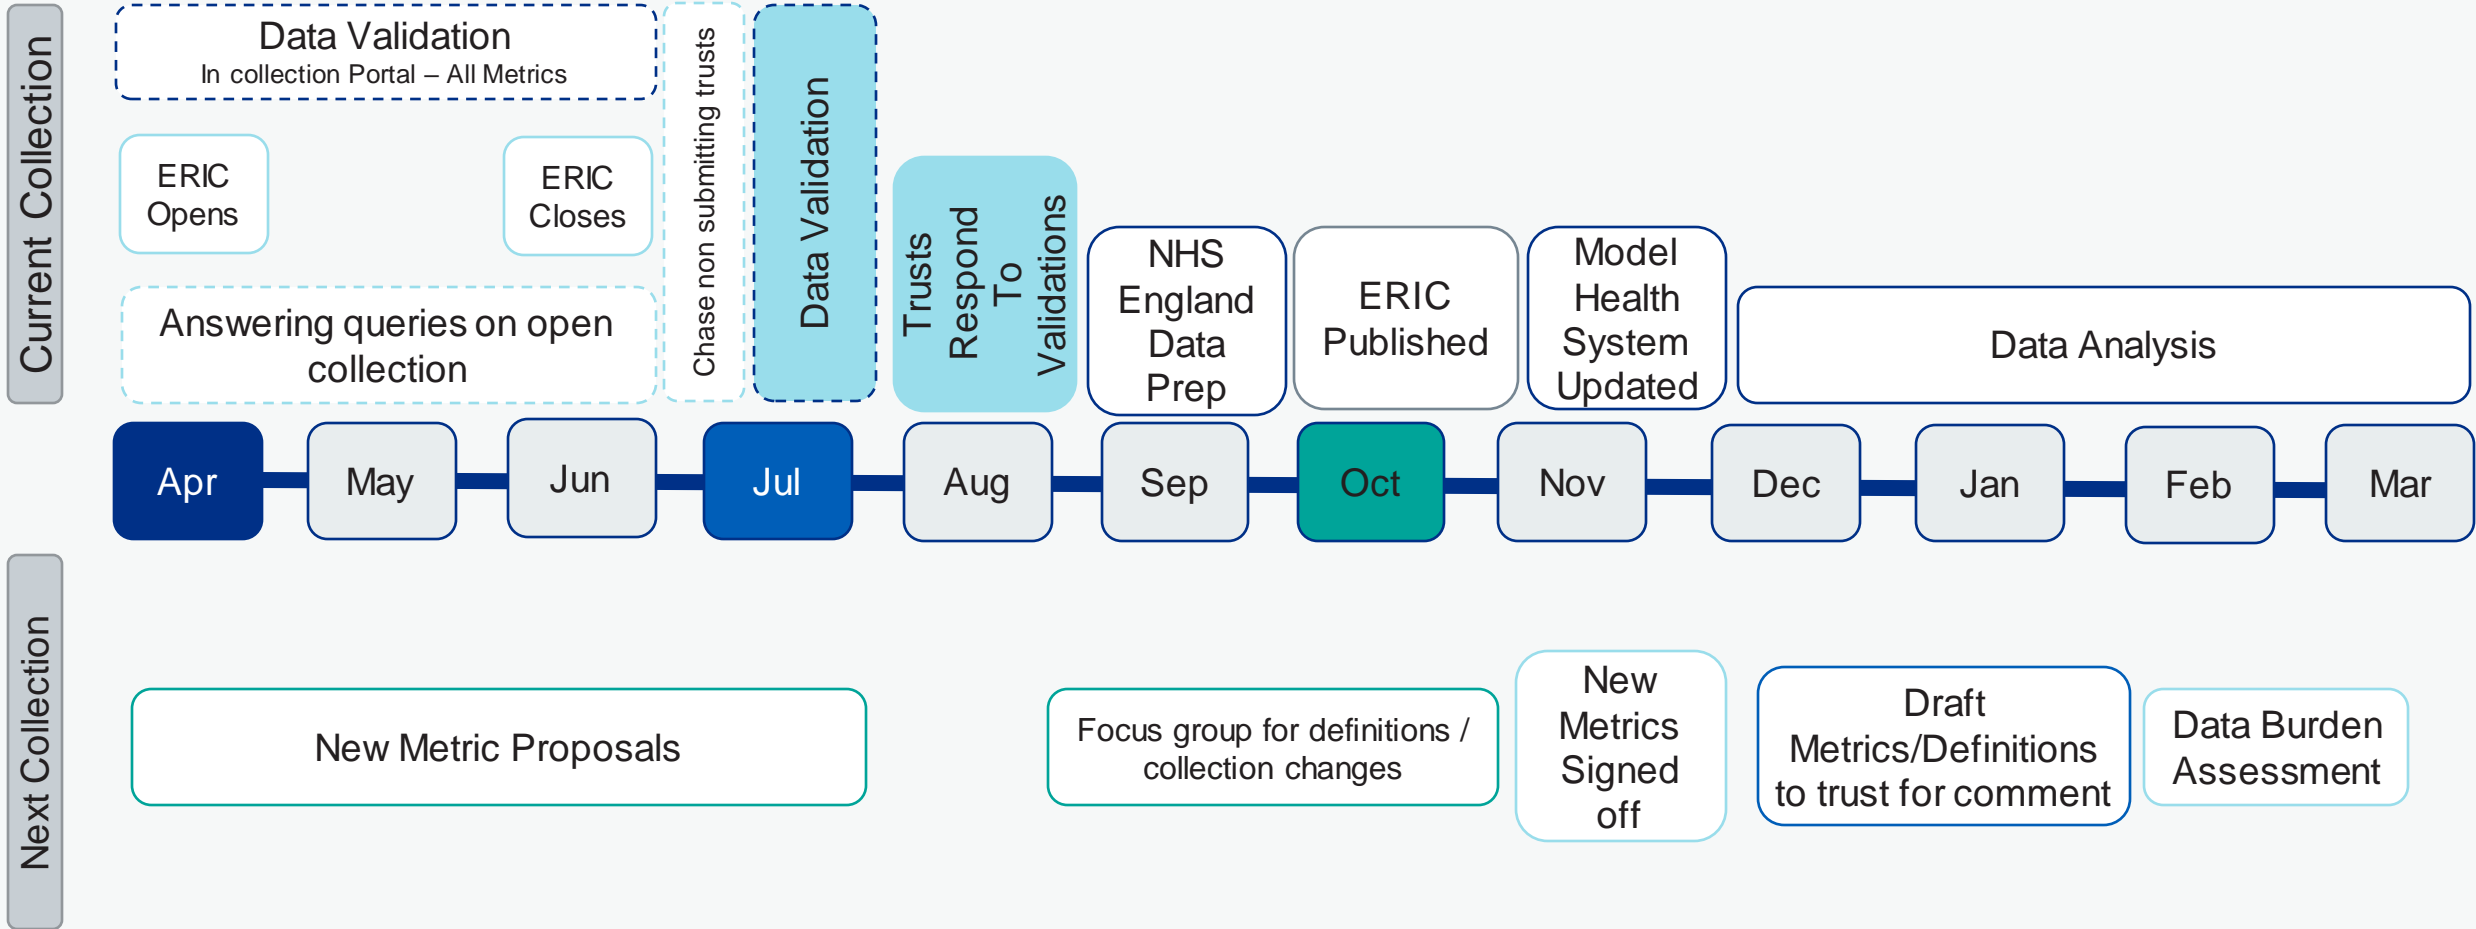 Current Collection
Data Validation
In collection Portal – All Metrics
ERIC
Opens
ERIC
Closes
Answering queries on open
collection
Chase non submitting trusts
Data Validation
Trusts
Respond
To
Validations
NHS
England
Data
Prep
ERIC
Published
Model
Health
System
Updated
Data Analysis
Apr
May
Jun
Jul
Aug
Sep
Oct
Nov
Dec
Jan
Feb
Mar
Next Collection
New Metric Proposals
Focus group for definitions /
collection changes
New
Metrics
Signed
off
Draft
Metrics/Definitions
to trust for comment
Data Burden
Assessment